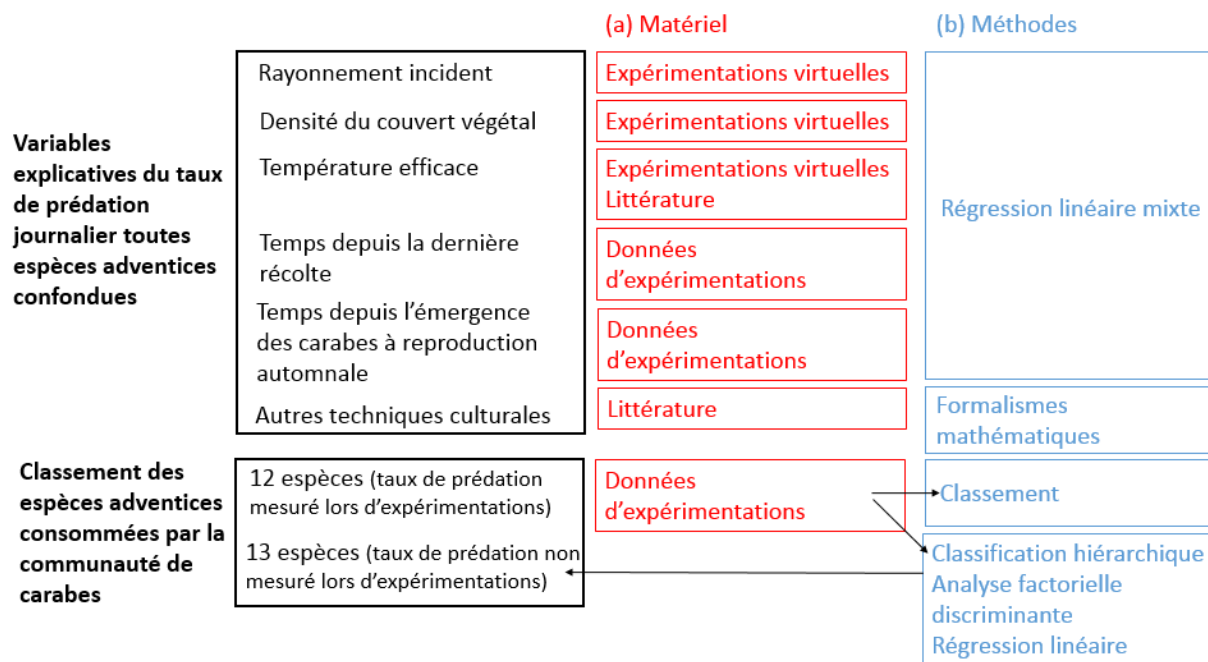 (a) Matériel
(b) Méthodes
Variables
explicatives du taux
de prédation
journalier toutes
espèces adventices
confondues
Rayonnement incident
Expérimentations virtuelles
Densité du couvert végétal
Expérimentations virtuelles
Température efficace
Expérimentations virtuelles
Littérature
Temps depuis la dernière
récolte
Données
d'expérimentations
Temps depuis l'émergence
des carabes à reproduction
automnale
Données
d'expérimentations
Autres techniques culturales
Littérature
Régression linéaire mixte
Formalismes
mathématiques
Classement des
espèces adventices
consommées par la
communauté de
carabes
12 espèces (taux de prédation
mesuré lors d'expérimentations)
13 espèces (taux de prédation non
mesuré lors d'expérimentations)
Données
d'expérimentations
Classement
Classification hiérarchique
Analyse factorielle
discriminante
Régression linéaire